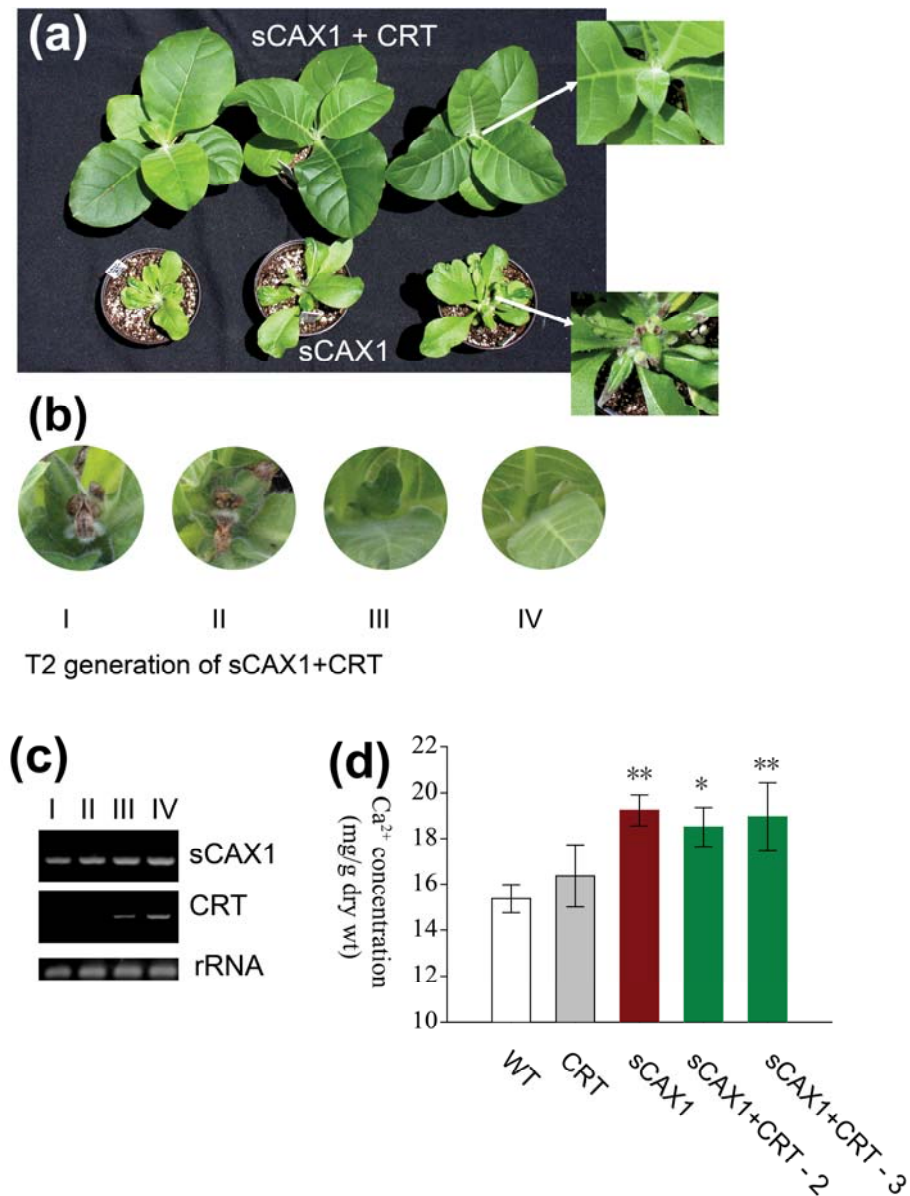 (a)
sCAX1 + CRT
sCAX1
(b)
I II III IV
T2 generation of sCAX1+CRT
(c)
I II III IV
sCAX1
CRT
rRNA
(d)
Ca²⁺ concentration
(mg/g dry wt)
22
20
18
16
14
12
10
**
*
**
WT
CRT
sCAX1
sCAX1+CRT - 2
sCAX1+CRT - 3